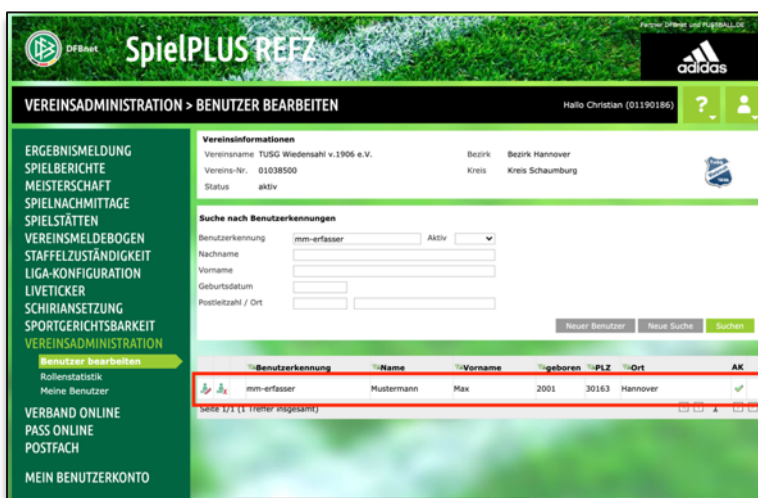 Partner DFBnet und FUSSBALL.DE
DFBnet
SpielPLUS REFZ
adidas
VEREINSADMINISTRATION > BENUTZER BEARBEITEN
Hallo Christian (01190186)
?
ERGEBNISMELDUNG
SPIELBERICHTE
MEISTERSCHAFT
SPIELNACHMITTAGE
SPIELSTÄTTEN
VEREINSMELDEBOGEN
STAFFELZUSTÄNDIGKEIT
LIGA-KONFIGURATION
LIVETICKER
SCHIRIANSETZUNG
SPORTGERICHTSBARKEIT
VEREINSADMINISTRATION
Benutzer bearbeiten
Rollenstatistik
Meine Benutzer
VERBAND ONLINE
PASS ONLINE
POSTFACH
MEIN BENUTZERKONTO
Vereinsinformationen
Vereinsname TUSG Wiedensahl v.1906 e.V. Bezirk Bezirk Hannover
Vereins-Nr. 01038500 Kreis Kreis Schaumburg
Status aktiv
Suche nach Benutzerkennungen
Benutzerkennung mm-erfasser Aktiv
Nachname
Vorname
Geburtsdatum
Postleitzahl / Ort
Neuer Benutzer Neue Suche Suchen
Benutzerkennung Name Vorname geboren PLZ Ort AK
mm-erfasser Mustermann Max 2001 30163 Hannover
Seite 1/1 (1 Treffer insgesamt)